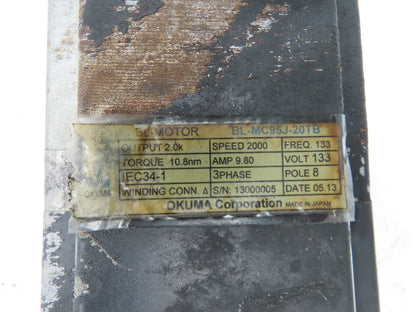 BL-MOTOR BL-MC95J-20TB
OUTPUT 2.0k SPEED 2000 FREQ. 133
TORQUE 10.8nm AMP 9.80 VOLT 133
IEC34-1 3PHASE POLE 8
WINDING CONN. Δ S/N: 13000005 DATE 05.13
OKUMA
OKUMA Corporation MADE IN JAPAN